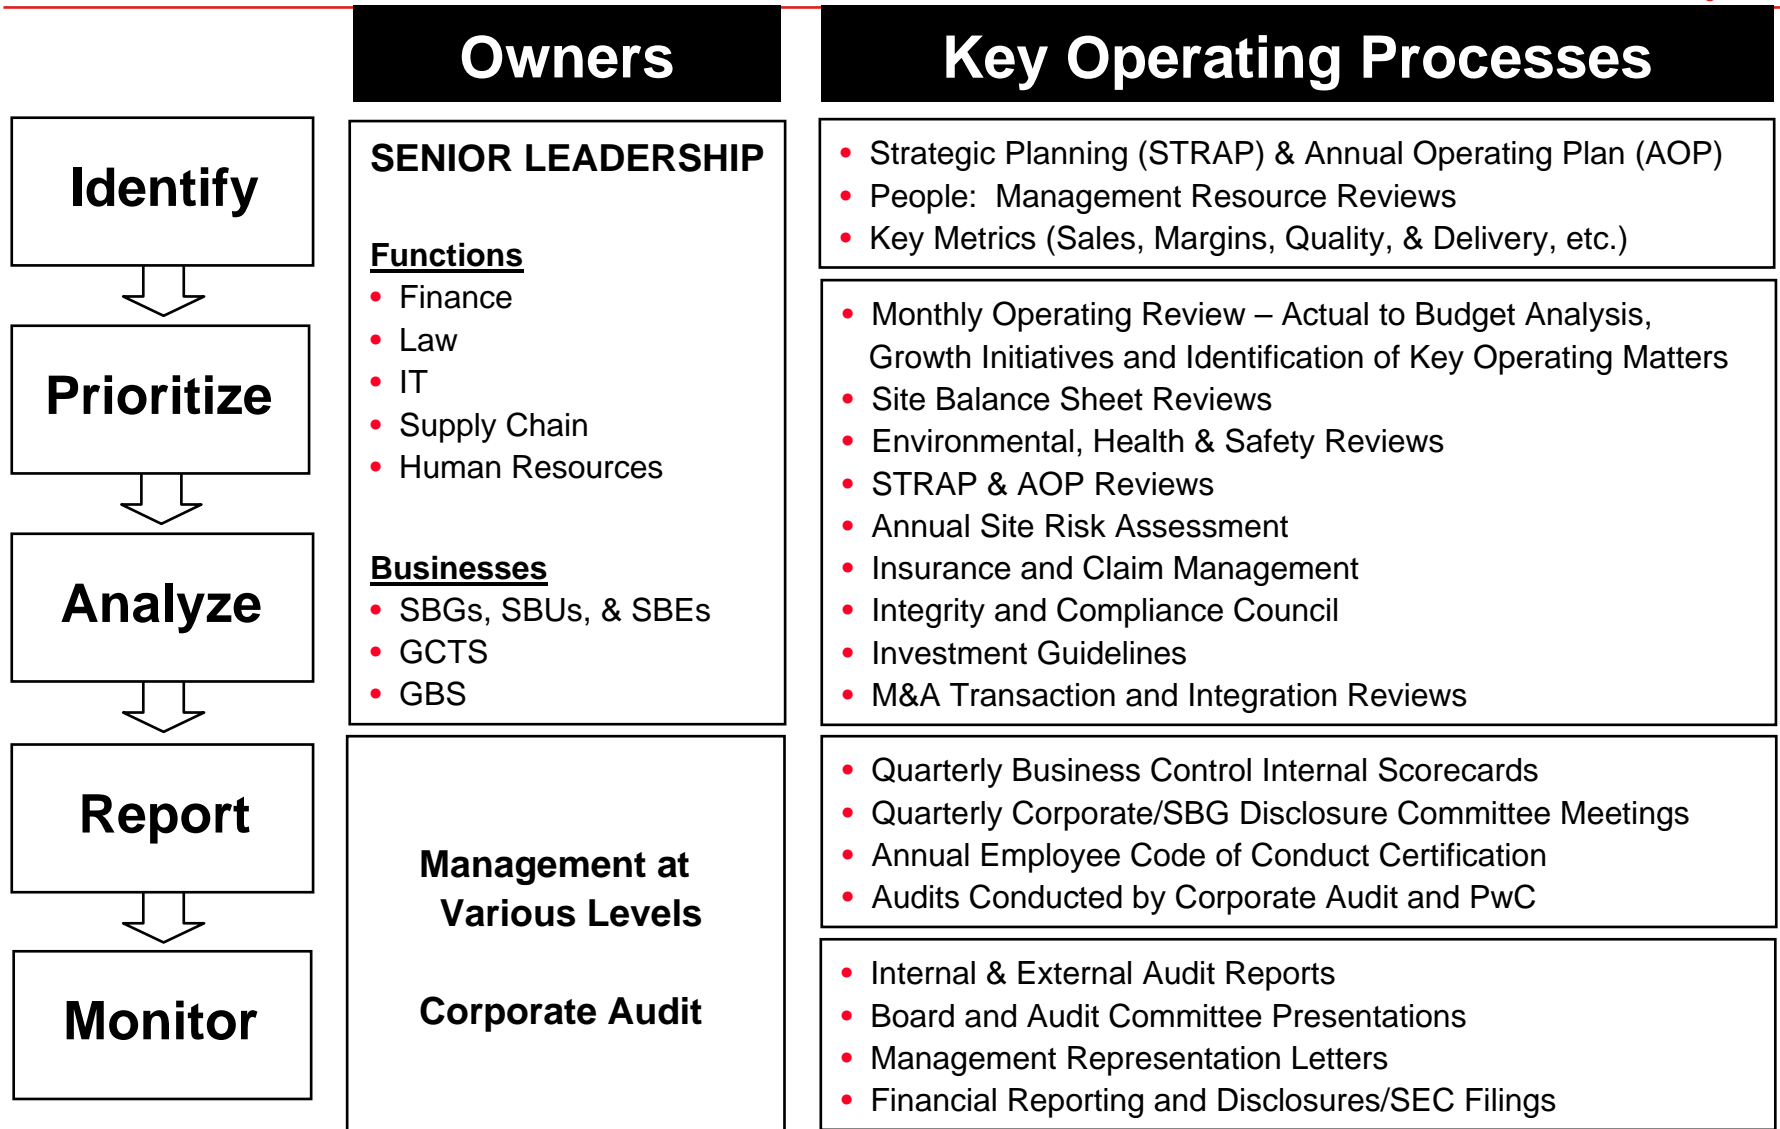 Owners
Key Operating Processes
Identify
Prioritize
Analyze
Report
Monitor
SENIOR LEADERSHIP
Functions
• Finance
• Law
• IT
• Supply Chain
• Human Resources
Businesses
• SBGs, SBUs, & SBEs
• GCTS
• GBS
Management at
Various Levels
Corporate Audit
• Strategic Planning (STRAP) & Annual Operating Plan (AOP)
• People: Management Resource Reviews
• Key Metrics (Sales, Margins, Quality, & Delivery, etc.)
• Monthly Operating Review – Actual to Budget Analysis,
Growth Initiatives and Identification of Key Operating Matters
• Site Balance Sheet Reviews
• Environmental, Health & Safety Reviews
• STRAP & AOP Reviews
• Annual Site Risk Assessment
• Insurance and Claim Management
• Integrity and Compliance Council
• Investment Guidelines
• M&A Transaction and Integration Reviews
• Quarterly Business Control Internal Scorecards
• Quarterly Corporate/SBG Disclosure Committee Meetings
• Annual Employee Code of Conduct Certification
• Audits Conducted by Corporate Audit and PwC
• Internal & External Audit Reports
• Board and Audit Committee Presentations
• Management Representation Letters
• Financial Reporting and Disclosures/SEC Filings